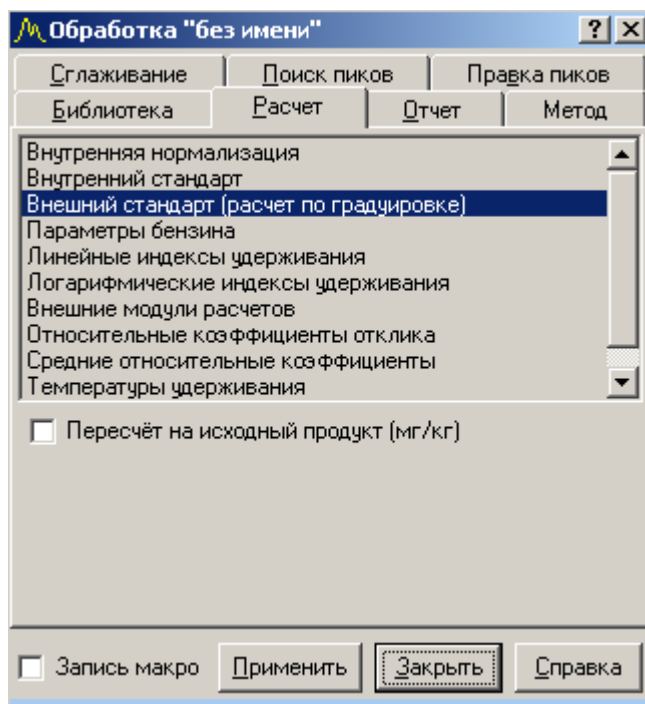 Обработка "без имени"
Сглаживание Поиск пиков Правка пиков
Библиотека Расчет Отчет Метод
Внутренняя нормализация
Внутренний стандарт
Внешний стандарт (расчет по градуировке)
Параметры бензина
Линейные индексы удерживания
Логарифмические индексы удерживания
Внешние модули расчетов
Относительные коэффициенты отклика
Средние относительные коэффициенты
Температуры удерживания
Пересчёт на исходный продукт (мг/кг)
Запись макро Применить Закрыть Справка